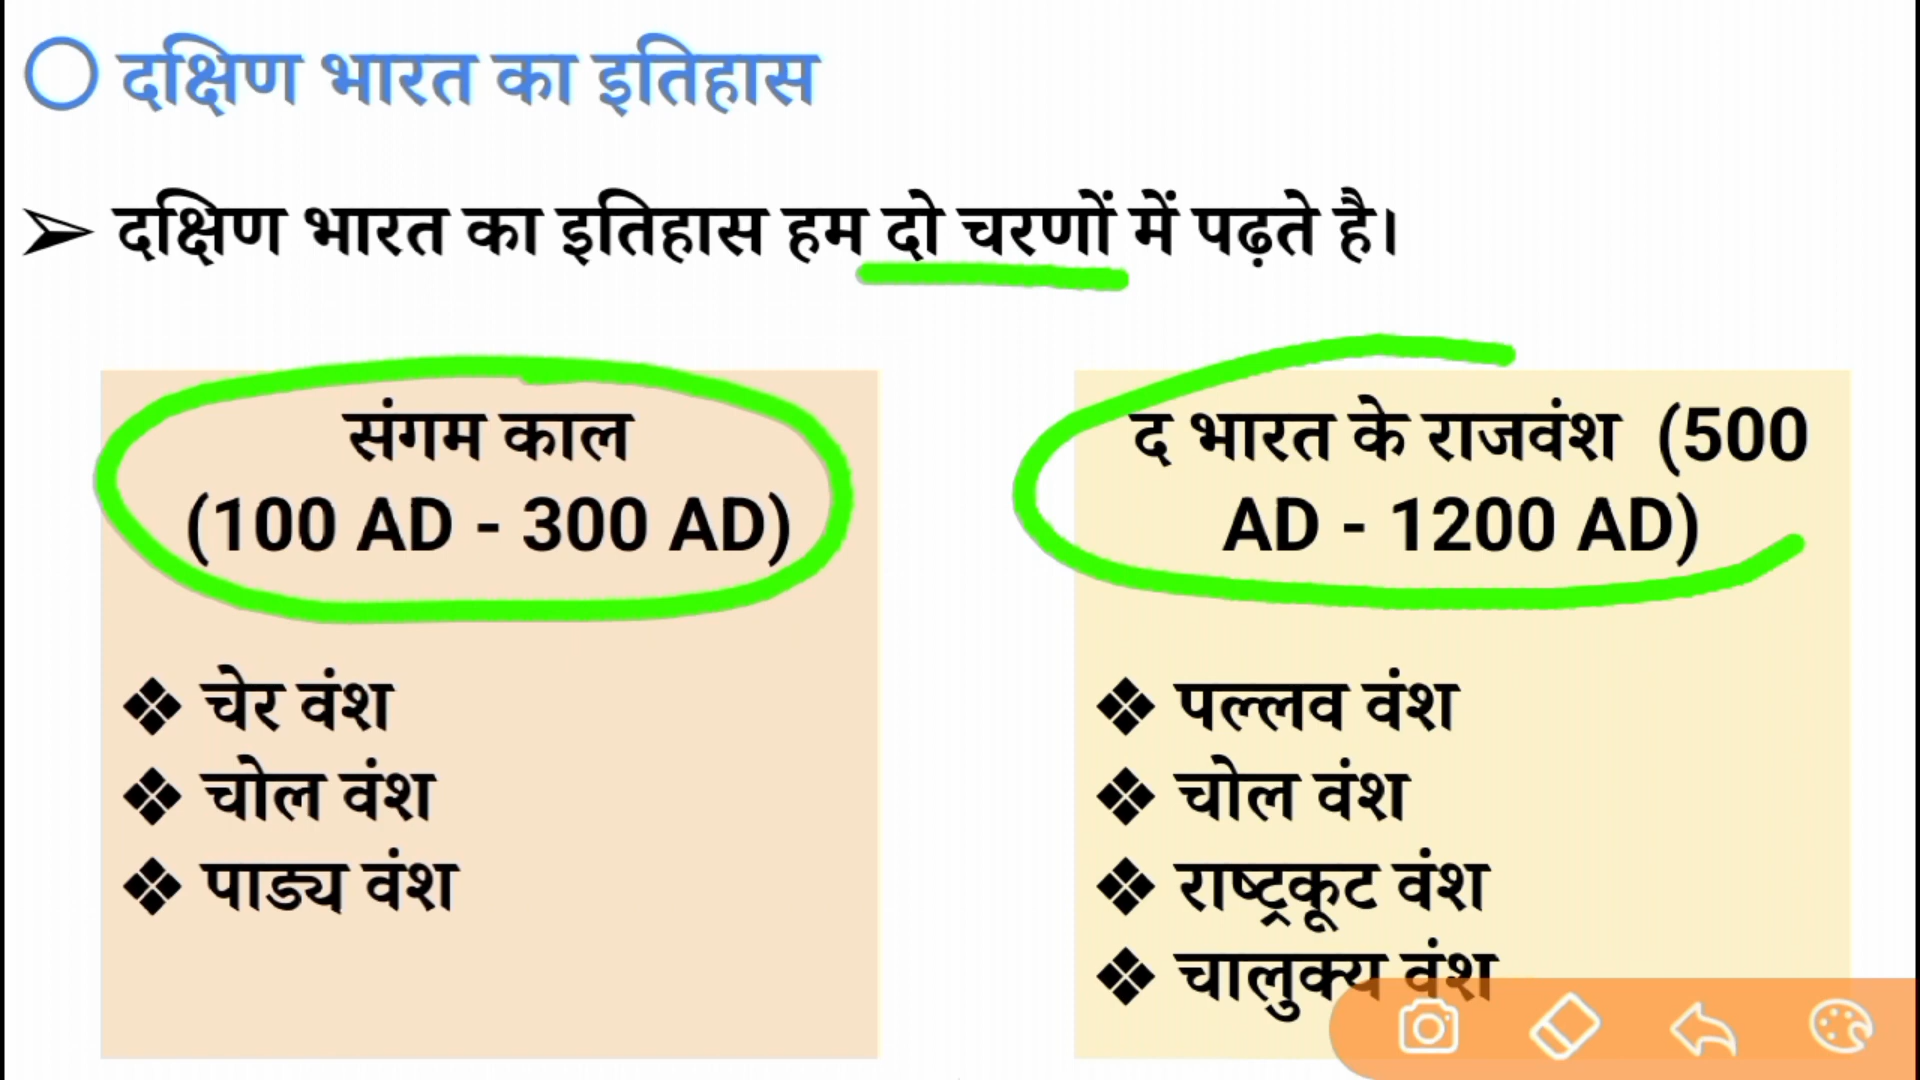 दक्षिण भारत का इतिहास
दक्षिण भारत का इतिहास हम दो चरणों में पढ़ते है।
संगम काल
(100 AD - 300 AD)
चेर वंश
चोल वंश
पाड्य वंश
द भारत के राजवंश (500
AD - 1200 AD)
पल्लव वंश
चोल वंश
राष्ट्रकूट वंश
चालुक्य वंश